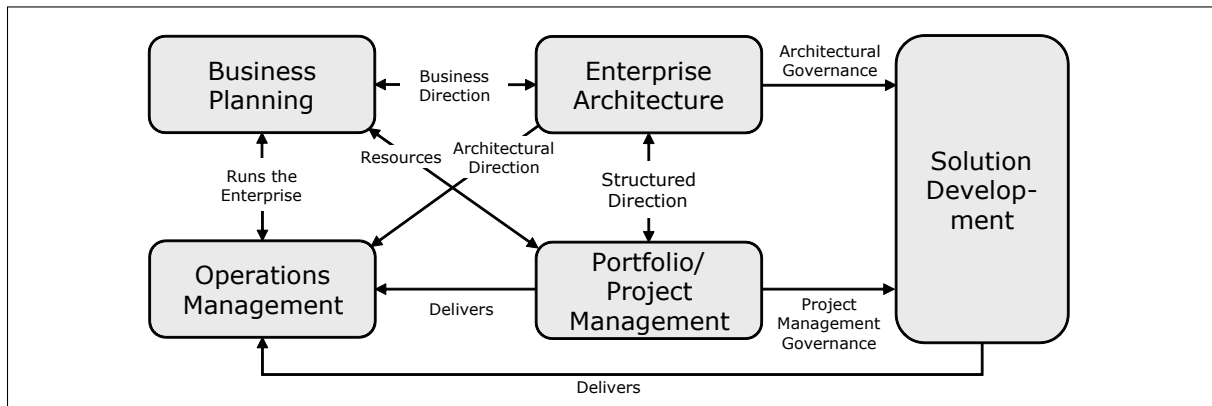 Business
Planning
Business
Direction
Enterprise
Architecture
Architectural
Governance
Solution
Develop-
ment
Resources
Architectural
Direction
Runs the
Enterprise
Structured
Direction
Operations
Management
Delivers
Portfolio/
Project
Management
Project
Management
Governance
Delivers